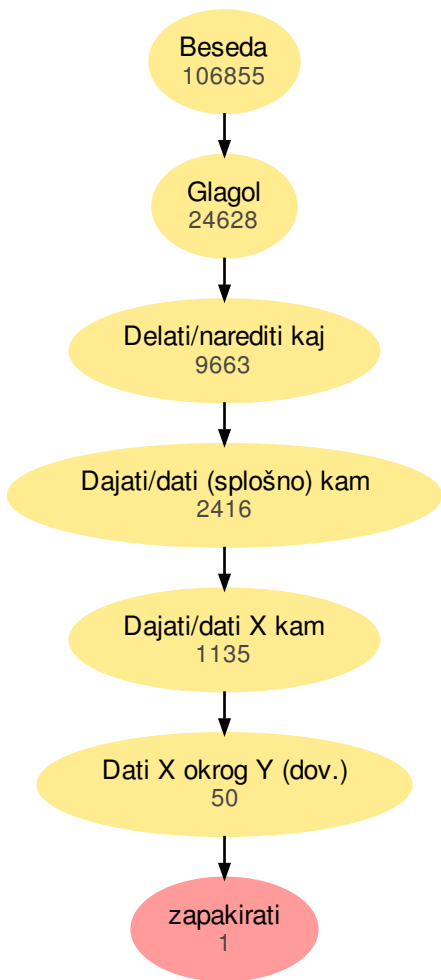 Beseda
106855
Glagol
24628
Delati/narediti kaj
9663
Dajati/dati (splošno) kam
2416
Dajati/dati X kam
1135
Dati X okrog Y (dov.)
50
zapakirati
1